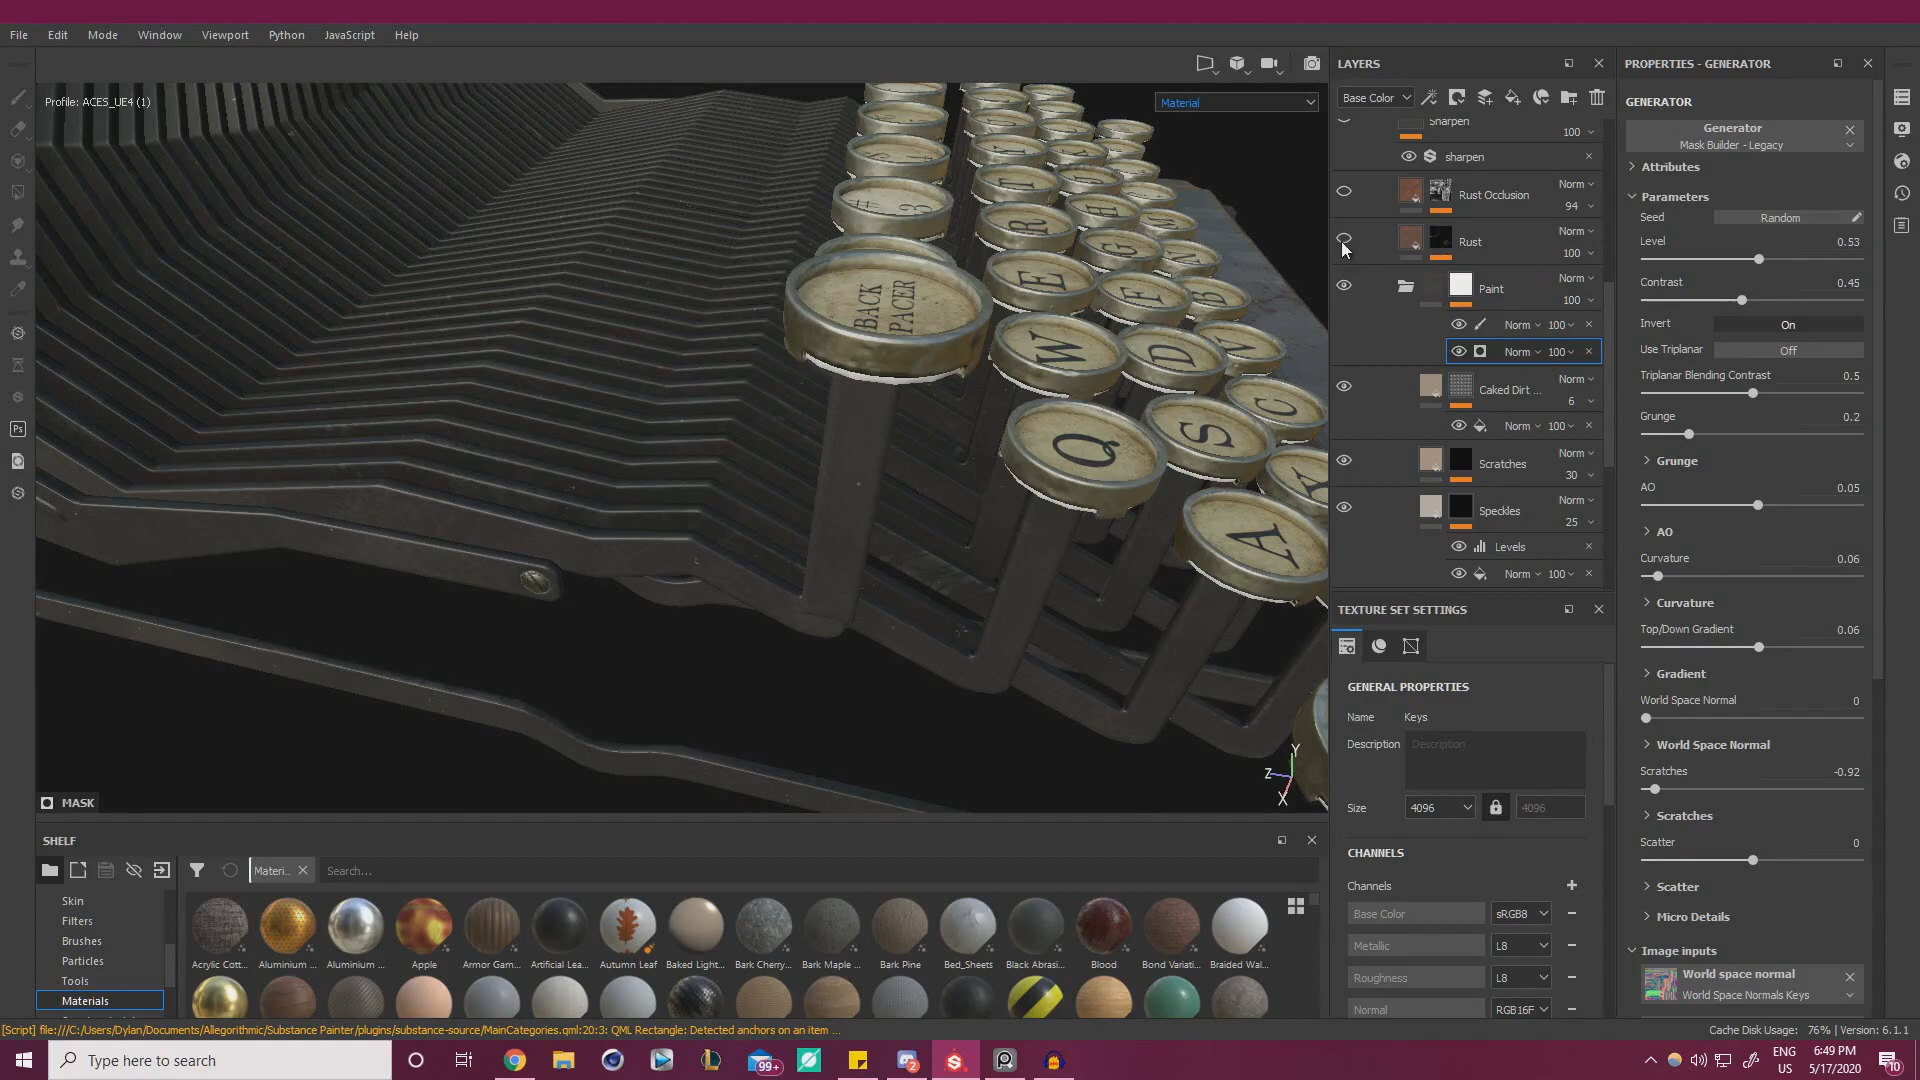 File Edit Mode Window Viewport Python JavaScript Help
Profile: ACES_UE4 (1)
Material
# 3
BACK
PACER
E
R
W
G
F
D
B
V
C
Q
S
A
Y
Z
X
MASK
LAYERS
Base Color
Sharpen
100
sharpen
Rust Occlusion Norm
94
Rust Norm
100
Paint Norm
100
Norm 100
Norm 100
Caked Dirt ... Norm
6
Norm 100
Scratches Norm
30
Speckles Norm
25
Levels
Norm 100
TEXTURE SET SETTINGS
GENERAL PROPERTIES
Name Keys
Description Description
Size 4096 4096
CHANNELS
Channels
Base Color sRGB8
Metallic L8
Roughness L8
Normal RGB16F
PROPERTIES - GENERATOR
GENERATOR
Generator
Mask Builder - Legacy
Attributes
Parameters
Seed Random
Level 0.53
Contrast 0.45
Invert On
Use Triplanar Off
Triplanar Blending Contrast 0.5
Grunge 0.2
Grunge
AO 0.05
AO
Curvature 0.06
Curvature
Top/Down Gradient 0.06
Gradient
World Space Normal 0
World Space Normal
Scratches -0.92
Scratches
Scatter 0
Scatter
Micro Details
Image inputs
World space normal
World Space Normals Keys
SHELF
Materi.. Search...
Skin
Filters
Brushes
Particles
Tools
Materials
Acrylic Cott... Aluminium ... Aluminium ... Apple Armor Gam... Artificial Lea... Autumn Leaf Baked Light... Bark Cherry... Bark Maple ... Bark Pine Bed_Sheets Black Abrasi... Blood Bond Variati... Braided Wal...
[Script] file:///C:/Users/Dylan/Documents/Allegorithmic/Substance Painter/plugins/substance-source/MainCategories.qml:20:3: QML Rectangle: Detected anchors on an item ...
Cache Disk Usage: 76% | Version: 6.1.1
Type here to search
Ps
99+
2
ENG
US
6:49 PM
5/17/2020
10